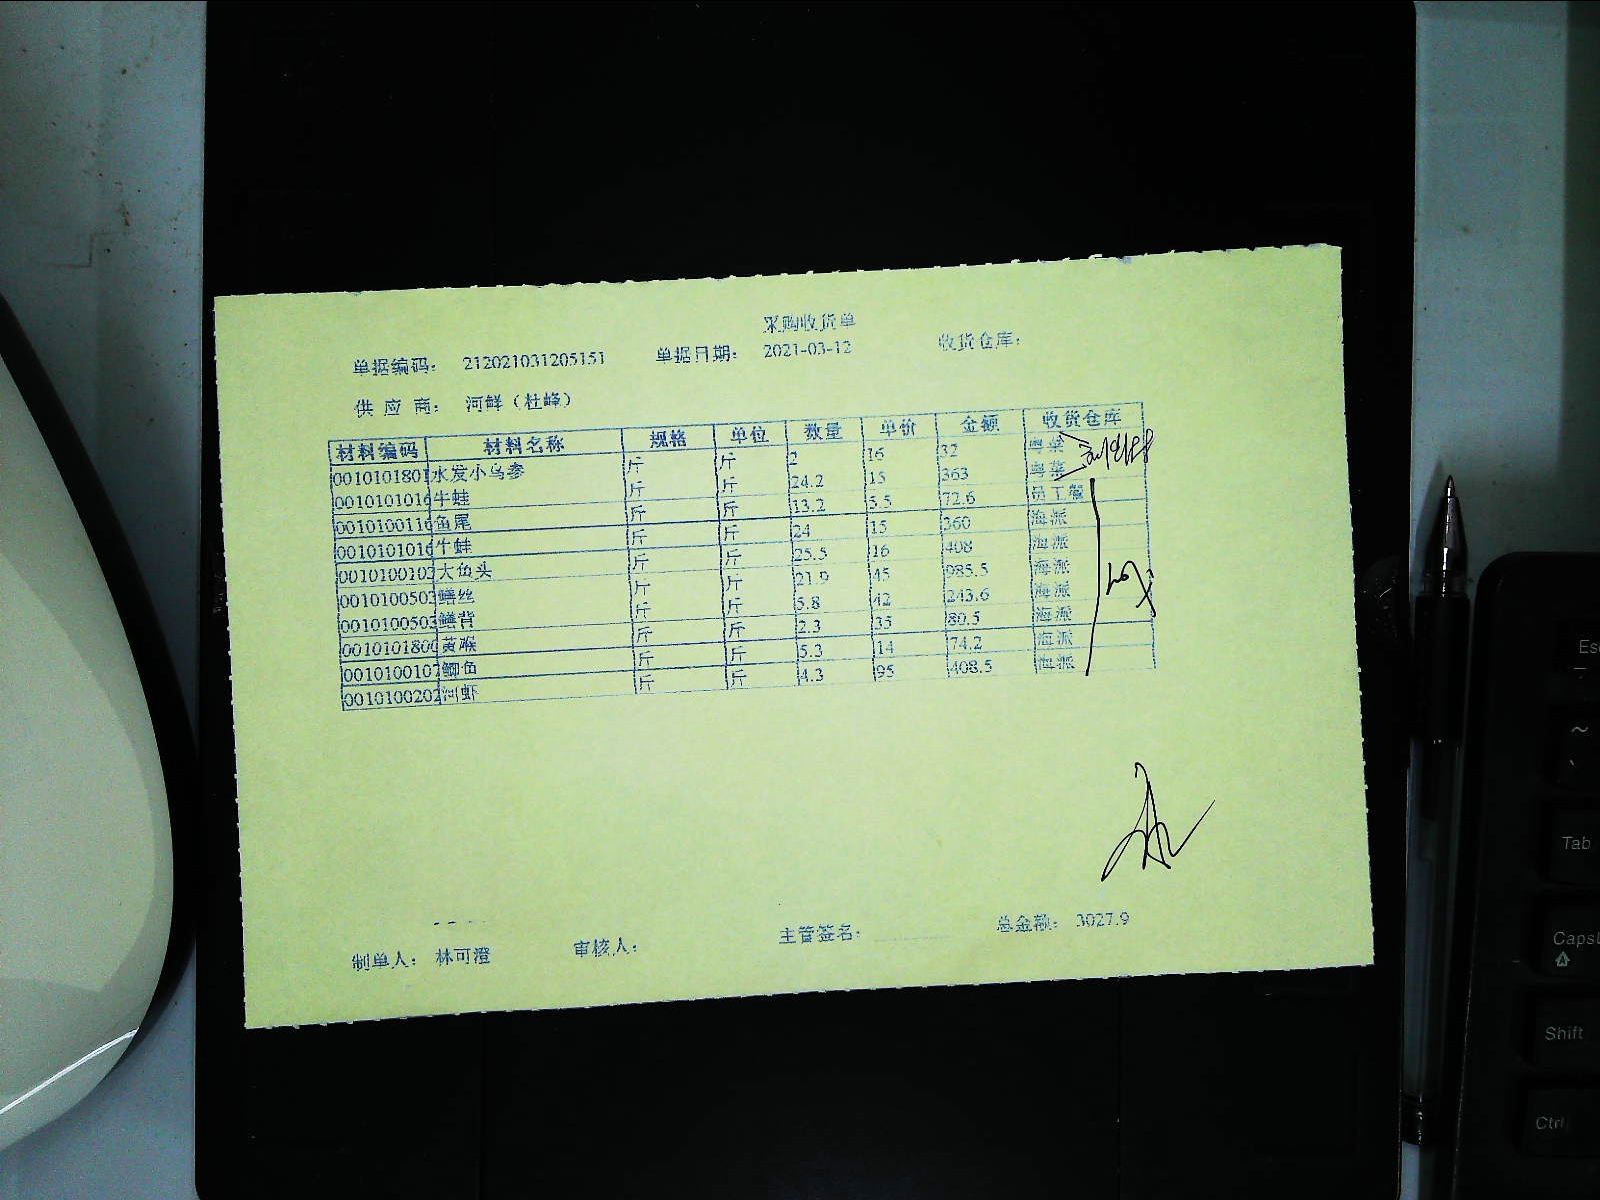 采购收货单
单据编码： 212021031205151 单据日期： 2021-03-12 收货仓库：
供 应 商： 河鲜（杜峰）
材料编码 材料名称 规格 单位 数量 单价 金额 收货仓库
0010101801 水发小乌参 斤 斤 2 16 32 粤菜
0010101016 牛蛙 斤 斤 24.2 15 363 粤菜
0010100116 鱼尾 斤 斤 13.2 5.5 72.6 员工餐
0010101016 牛蛙 斤 斤 24 15 360 海派
0010100103 大鱼头 斤 斤 25.5 16 408 海派
0010100503 鳝丝 斤 斤 21.9 45 985.5 海派
0010100503 鳝背 斤 斤 5.8 42 243.6 海派
0010101800 黄喉 斤 斤 2.3 35 80.5 海派
0010100107 鲫鱼 斤 斤 5.3 14 74.2 海派
0010100202 河虾 斤 斤 4.3 95 408.5 海派
制单人： 林可澄 审核人： 主管签名： 总金额： 3027.9
Esc
~
Tab
Caps
Shift
Ctrl